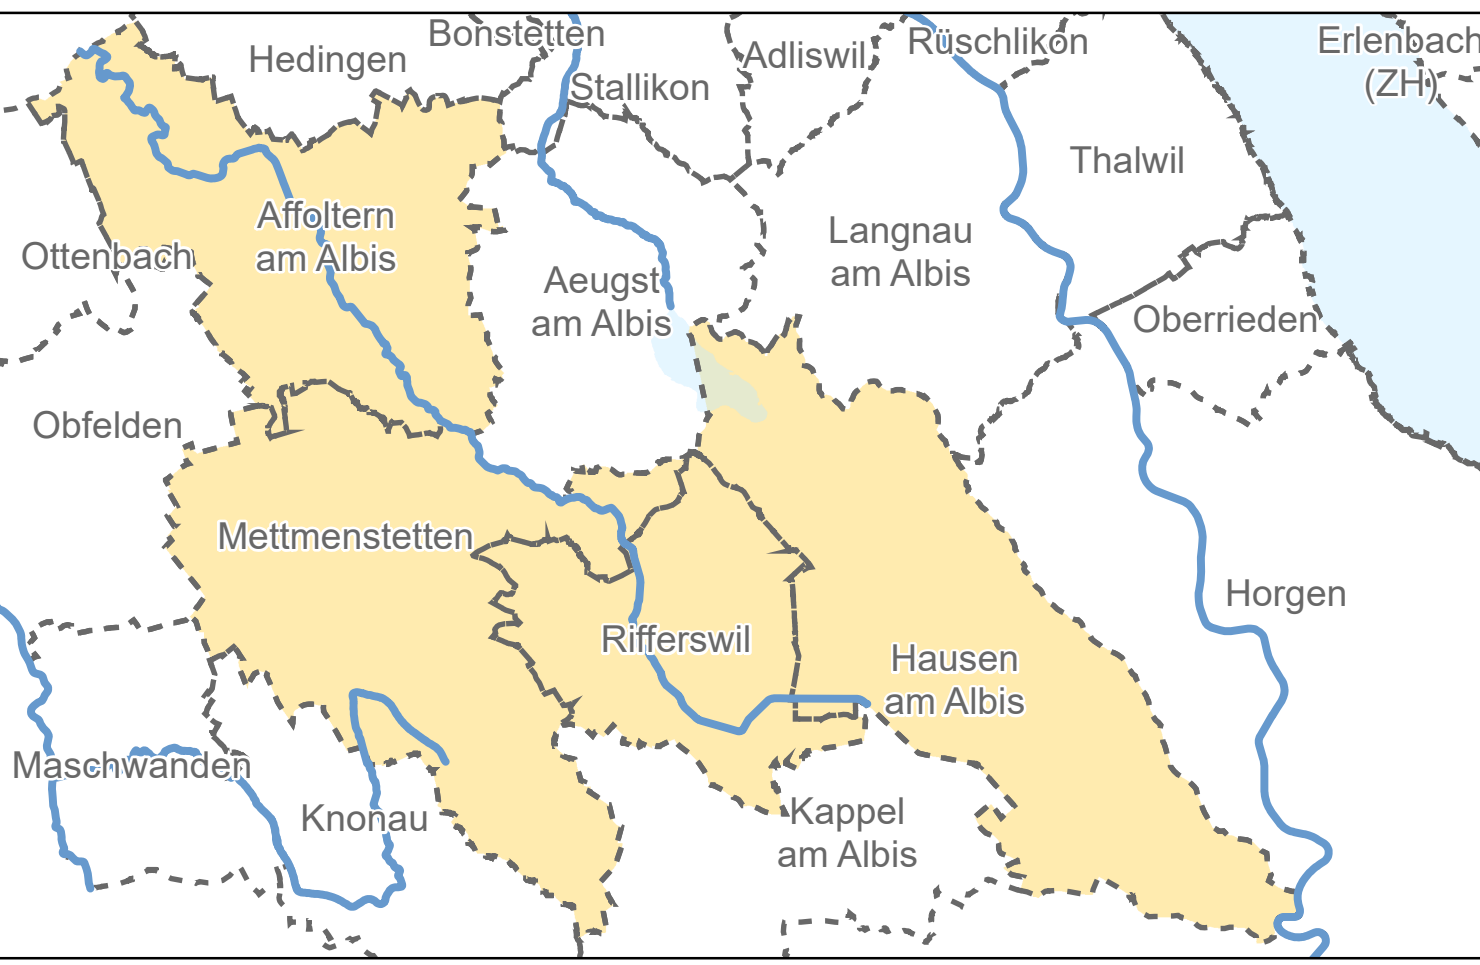 Bonstetten
Hedingen
Stallikon
Adliswil
Rüschlikon
Erlenbach
(ZH)
Thalwil
Ottenbach
Affoltern
am Albis
Aeugst
am Albis
Langnau
am Albis
Oberrieden
Obfelden
Mettmenstetten
Horgen
Rifferswil
Hausen
am Albis
Maschwanden
Knonau
Kappel
am Albis